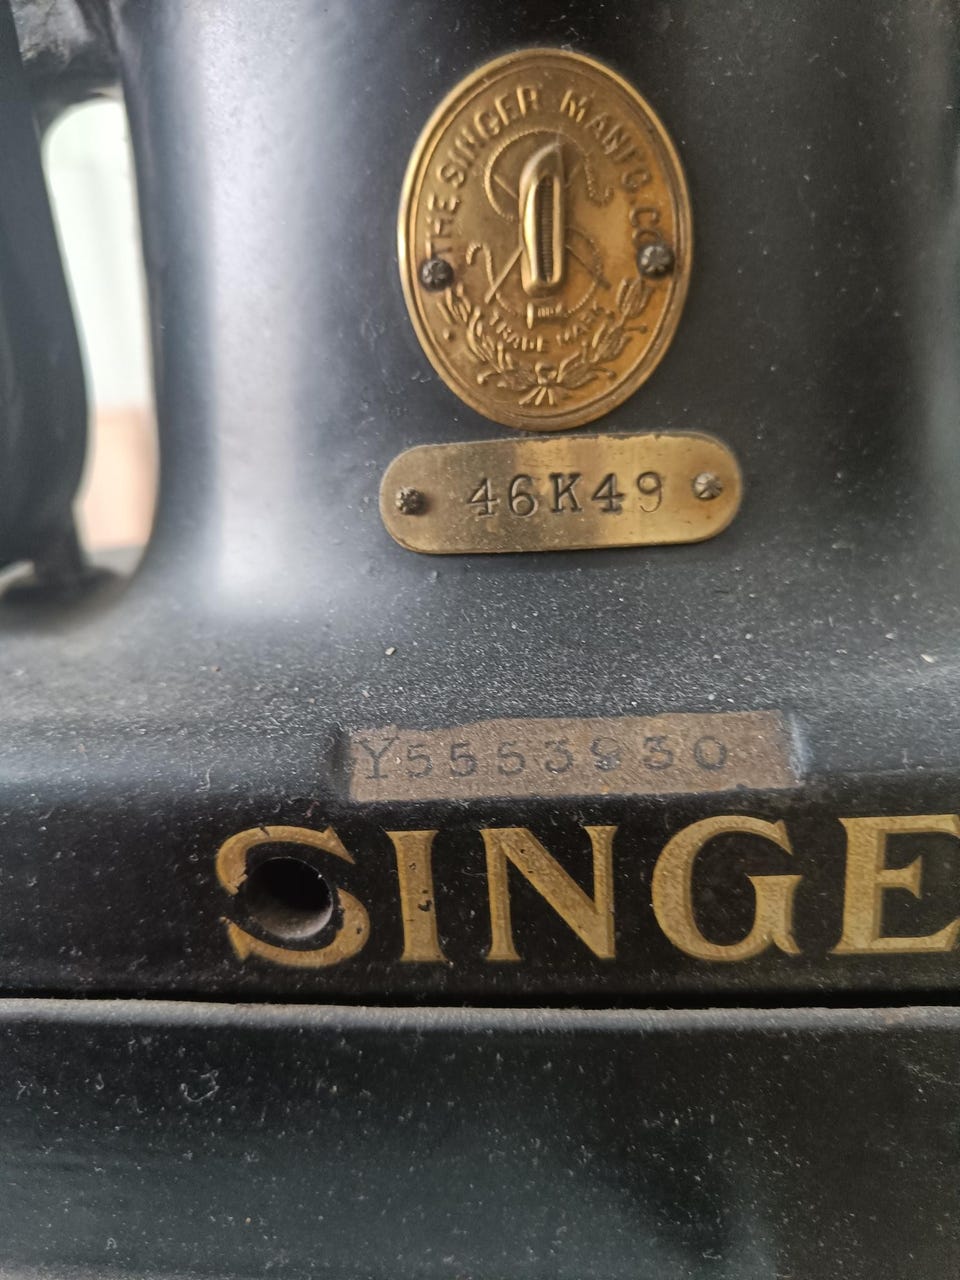 THE SINGER MANFG. CO
TRADE MARK
46K49
Y5553930
SINGE